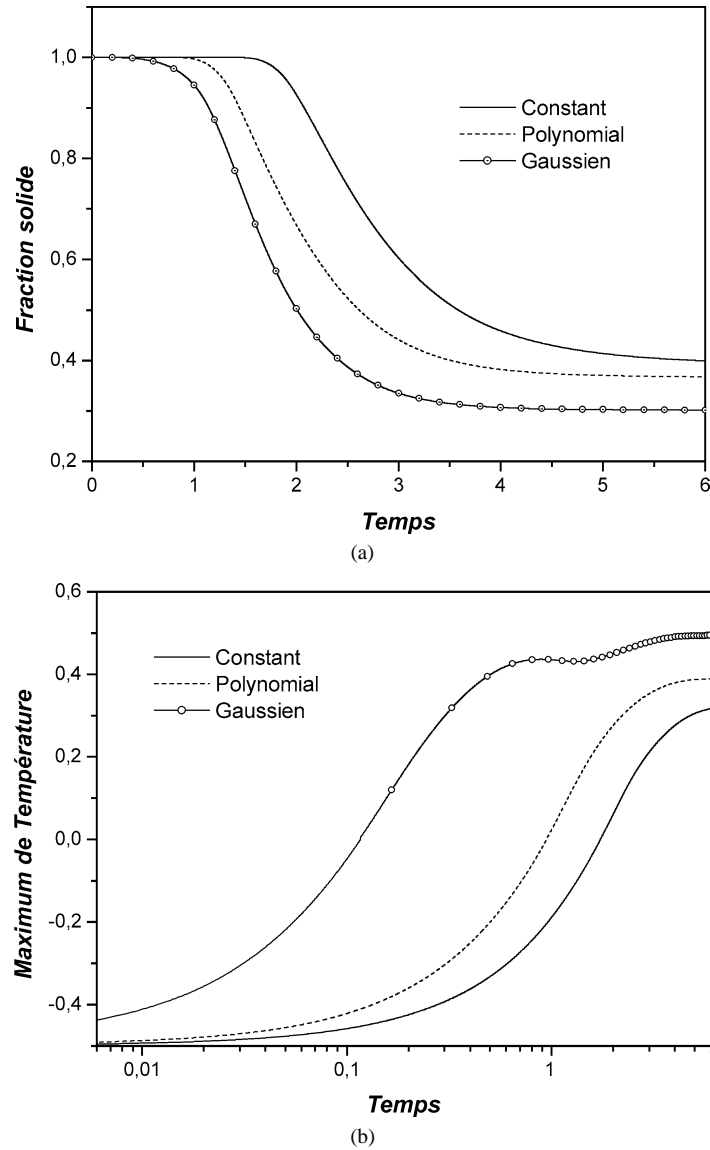 1,0
0,8
0,6
0,4
0,2
Fraction solide
Constant
Polynomial
Gaussien
0 1 2 3 4 5 6
Temps
(a)
0,6
0,4
0,2
0,0
-0,2
-0,4
Maximum de Température
Constant
Polynomial
Gaussien
0,01 0,1 1
Temps
(b)